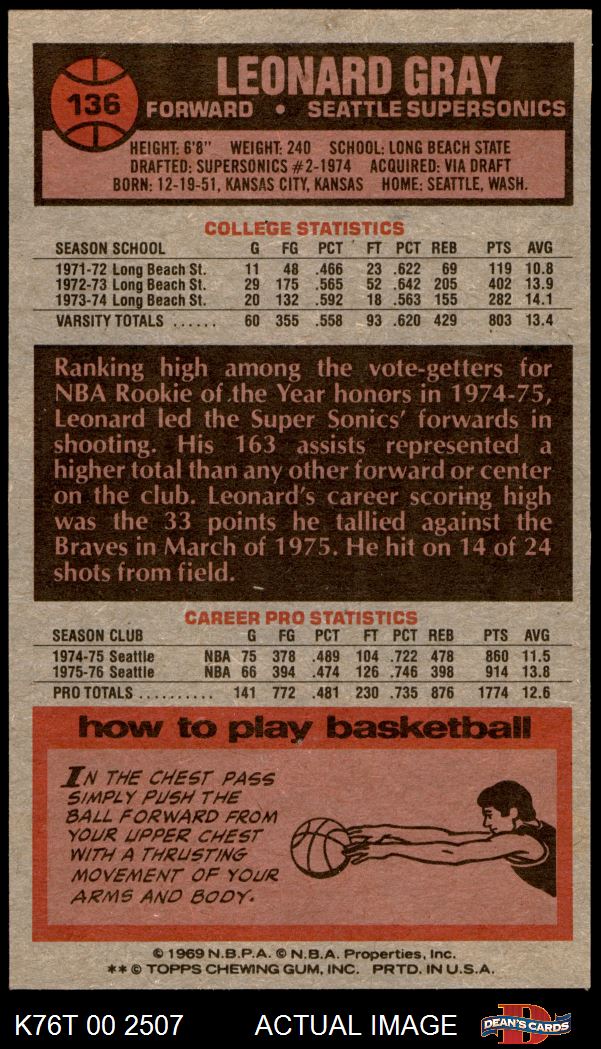 136
LEONARD GRAY
FORWARD • SEATTLE SUPERSONICS
HEIGHT: 6'8" WEIGHT: 240 SCHOOL: LONG BEACH STATE
DRAFTED: SUPERSONICS #2-1974 ACQUIRED: VIA DRAFT
BORN: 12-19-51, KANSAS CITY, KANSAS HOME: SEATTLE, WASH.
COLLEGE STATISTICS
SEASON SCHOOL G FG PCT FT PCT REB PTS AVG
1971-72 Long Beach St. 11 48 .466 23 .622 69 119 10.8
1972-73 Long Beach St. 29 175 .565 52 .642 205 402 13.9
1973-74 Long Beach St. 20 132 .592 18 .563 155 282 14.1
VARSITY TOTALS ...... 60 355 .558 93 .620 429 803 13.4
Ranking high among the vote-getters for
NBA Rookie of the Year honors in 1974-75,
Leonard led the Super Sonics' forwards in
shooting. His 163 assists represented a
higher total than any other forward or center
on the club. Leonard's career scoring high
was the 33 points he tallied against the
Braves in March of 1975. He hit on 14 of 24
shots from field.
CAREER PRO STATISTICS
SEASON CLUB G FG PCT FT PCT REB PTS AVG
1974-75 Seattle NBA 75 378 .489 104 .722 478 860 11.5
1975-76 Seattle NBA 66 394 .474 126 .746 398 914 13.8
PRO TOTALS .......... 141 772 .481 230 .735 876 1774 12.6
how to play basketball
IN THE CHEST PASS
SIMPLY PUSH THE
BALL FORWARD FROM
YOUR UPPER CHEST
WITH A THRUSTING
MOVEMENT OF YOUR
ARMS AND BODY.
© 1969 N.B.P.A. © N.B.A. Properties, Inc.
**© TOPPS CHEWING GUM, INC. PRTD. IN U.S.A.
K76T 00 2507 ACTUAL IMAGE
D
DEAN'S CARDS